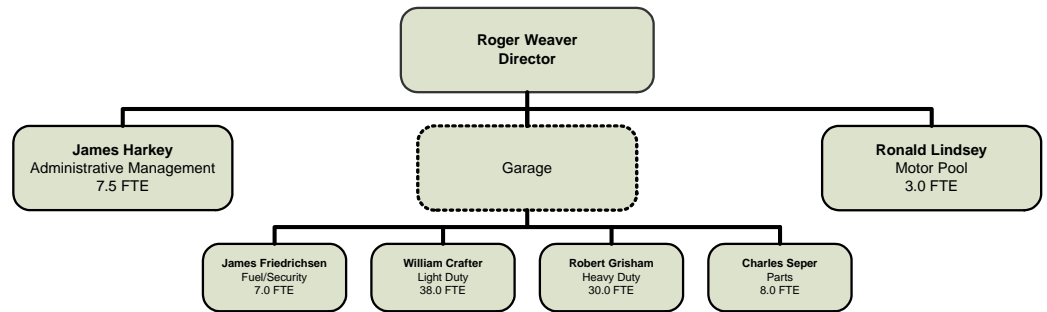 Roger Weaver
Director
James Harkey
Administrative Management
7.5 FTE
Garage
Ronald Lindsey
Motor Pool
3.0 FTE
James Friedrichsen
Fuel/Security
7.0 FTE
William Crafter
Light Duty
38.0 FTE
Robert Grisham
Heavy Duty
30.0 FTE
Charles Seper
Parts
8.0 FTE